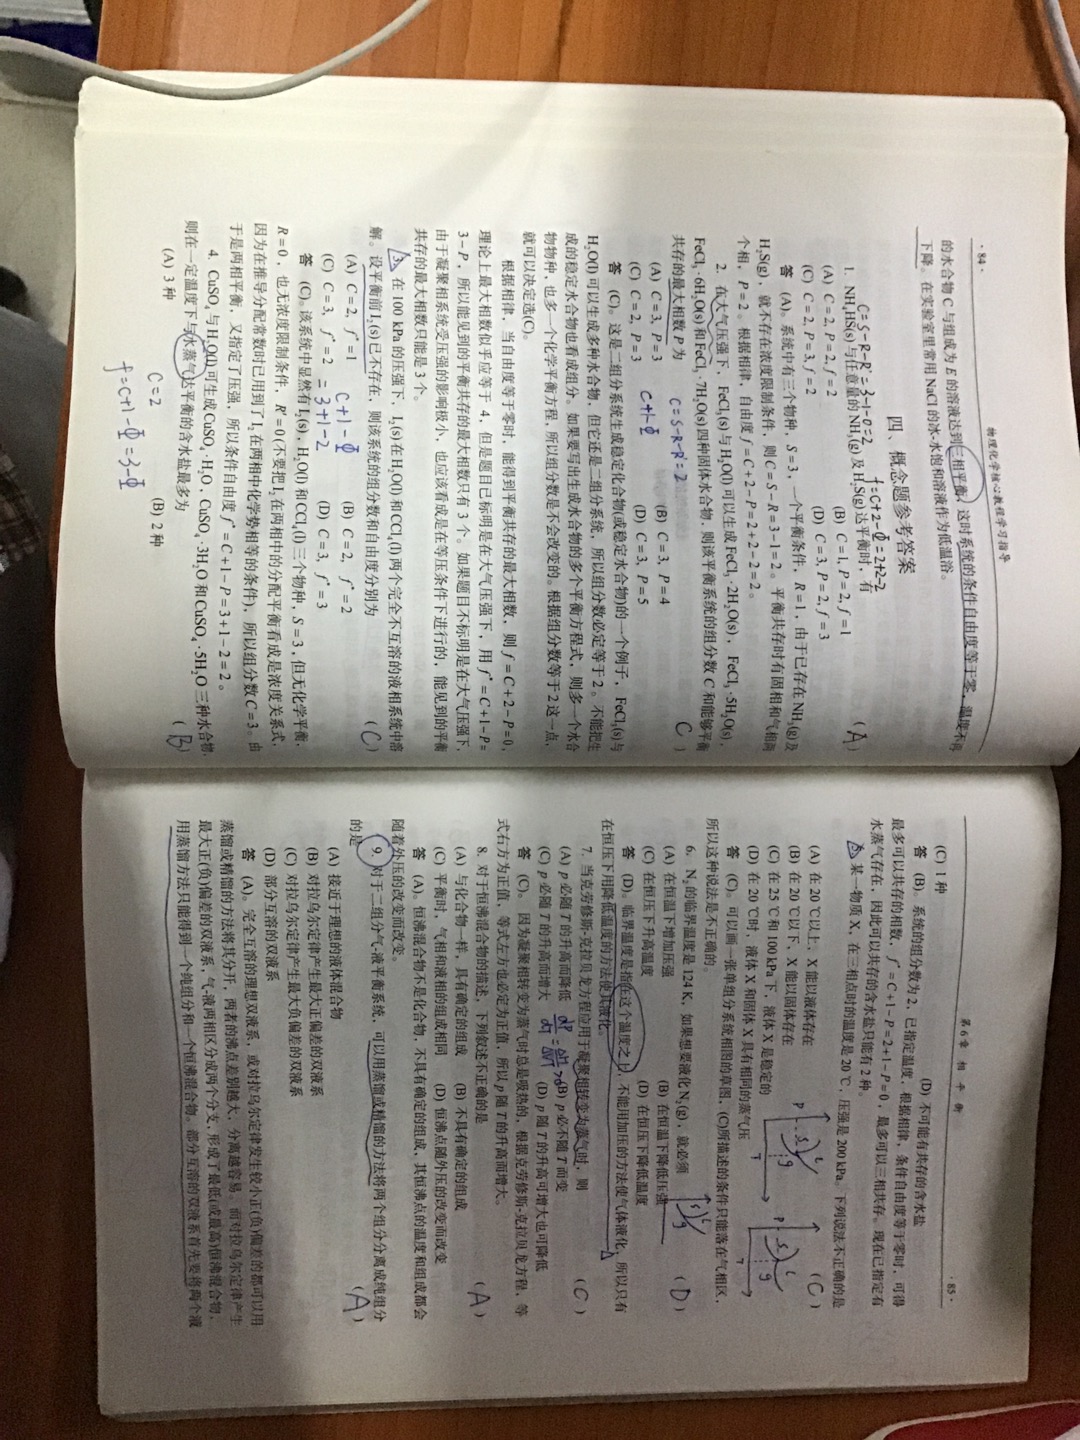 · 84 ·
物理化学核心教程学习指导
的水合物 C 与组成为 E 的溶液达到三相平衡，这时系统的条件自由度等于零，温度不再
下降。在实验室里常用 NaCl 的冰-水饱和溶液作为低温浴。
四、概念题参考答案
C=S-R-R'=3-1-0=2 f=C+2-Φ=2+2-2
1. NH₄HS(s)与任意量的 NH₃(g)及 H₂S(g)达平衡时，有 (A)
(A) C=2, P=2, f=2 (B) C=1, P=2, f=1
(C) C=2, P=3, f=2 (D) C=3, P=2, f=3
答 (A)。系统中有三个物种，S=3，一个平衡条件，R=1，由于已存在 NH₃(g)及
H₂S(g)，就不存在浓度限制条件，则 C=S-R=3-1=2。平衡共存时有固相和气相两
个相，P=2。根据相律，自由度 f=C+2-P=2+2-2=2。
2. 在大气压强下，FeCl₃(s)与 H₂O(l)可以生成 FeCl₃·2H₂O(s)，FeCl₃·5H₂O(s)，
FeCl₃·6H₂O(s)和 FeCl₃·7H₂O(s)四种固体水合物，则该平衡系统的组分数 C 和能够平衡
共存的最大相数 P 为 C=S-R-R'=2 (C)
(A) C=3, P=3 (B) C=3, P=4
(C) C=2, P=3 C+1-Φ (D) C=3, P=5
答 (C)。这是二组分系统生成稳定化合物(或稳定水合物)的一个例子，FeCl₃(s)与
H₂O(l)可以生成多种水合物，但它还是二组分系统，所以组分数必定等于 2。不能把生
成的稳定水合物也看成组分。如果要写出生成水合物的多个平衡方程式，则多一个水合
物物种，也多一个化学平衡方程，所以组分数是不会改变的。根据组分数等于 2 这一点，
就可以决定选(C)。
根据相律，当自由度等于零时，能得到平衡共存的最大相数，则 f=C+2-P=0，
理论上最大相数似乎应等于 4，但是题目已标明是在大气压强下，用 f*=C+1-P=
3-P，所以能见到的平衡共存的最大相数只有 3 个。如果题目不标明是在大气压强下，
由于凝聚相系统受压强的影响极小，也应该看成是在等压条件下进行的，能见到的平衡
共存的最大相数只能是 3 个。
3. 在 100 kPa 的压强下，I₂(s)在 H₂O(l)和 CCl₄(l)两个完全不互溶的液相系统中溶
解。设平衡前 I₂(s)已不存在，则该系统的组分数和自由度分别为 (C)
(A) C=2, f*=1 C+1-Φ (B) C=2, f*=2
(C) C=3, f*=2 =3+1-2 (D) C=3, f*=3
答 (C)。该系统中显然有 I₂(s)，H₂O(l)和 CCl₄(l)三个物种，S=3，但无化学平衡，
R=0，也无浓度限制条件，R'=0(不要把 I₂ 在两相中的分配平衡看成是浓度关系式，
因为在推导分配常数时已用到了 I₂ 在两相中化学势相等的条件)，所以组分数 C=3。由
于是两相平衡，又指定了压强，所以条件自由度 f*=C+1-P=3+1-2=2。
4. CuSO₄ 与 H₂O(l)可生成 CuSO₄·H₂O，CuSO₄·3H₂O 和 CuSO₄·5H₂O 三种水合物，
则在一定温度下与水蒸气达平衡的含水盐最多为 (B)
(A) 3 种 (B) 2 种
C=2
f=C+1-Φ=3-Φ
第 6 章 相 平 衡
· 85 ·
(C) 1 种 (D) 不可能有共存的含水盐
答 (B)。系统的组分数为 2，已指定温度，根据相律，条件自由度等于零时，可得
最多可以共存的相数，f*=C+1-P=2+1-P=0，最多可以三相共存。现在已指定有
水蒸气存在，因此可以共存的含水盐只能有 2 种。
5. 某一物质 X，在三相点时的温度是 20 ℃，压强是 200 kPa。下列说法不正确的是
(C)
(A) 在 20 ℃以上，X 能以液体存在
(B) 在 20 ℃以下，X 能以固体存在
(C) 在 25 ℃和 100 kPa 下，液体 X 是稳定的
(D) 在 20 ℃时，液体 X 和固体 X 具有相同的蒸气压
答 (C)。可以画一张单组分系统相图的草图，(C)所描述的条件只能落在气相区，
所以这种说法是不正确的。
6. N₂ 的临界温度是 124 K，如果想要液化 N₂(g)，就必须 (D)
(A) 在恒温下增加压强 (B) 在恒温下降低压强
(C) 在恒压下升高温度 (D) 在恒压下降低温度
答 (D)。临界温度是指在这个温度之上，不能用加压的方法使气体液化，所以只有
在恒压下用降低温度的方法使其液化。
7. 当克劳修斯-克拉贝龙方程应用于凝聚相转变为蒸气时，则 (C)
(A) p 必随 T 的升高而降低 (B) p 必不随 T 而变
(C) p 必随 T 的升高而增大 (D) p 随 T 的升高可增大也可降低
答 (C)。因为凝聚相转变为蒸气时总是吸热的，根据克劳修斯-克拉贝龙方程，等
式右方为正值，等式左方也必定为正值，所以 p 随 T 的升高而增大。
8. 对于恒沸混合物的描述，下列叙述不正确的是 (A)
(A) 与化合物一样，具有确定的组成 (B) 不具有确定的组成
(C) 平衡时，气相和液相的组成相同 (D) 恒沸点随外压的改变而改变
答 (A)。恒沸混合物不是化合物，不具有确定的组成，其恒沸点的温度和组成都会
随着外压的改变而改变。
9. 对于二组分气-液平衡系统，可以用蒸馏或精馏的方法将两个组分分离成纯组分
的是 (A)
(A) 接近于理想的液体混合物
(B) 对拉乌尔定律产生最大正偏差的双液系
(C) 对拉乌尔定律产生最大负偏差的双液系
(D) 部分互溶的双液系
答 (A)。完全互溶的理想双液系，或对拉乌尔定律发生较小正(负)偏差的都可以用
蒸馏或精馏的方法将其分开，两者的沸点差别越大，分离越容易。而对拉乌尔定律产生
最大正(负)偏差的双液系，气-液两相区分成两个分支，形成了最低(或最高)恒沸混合物，
用蒸馏方法只能得到一个纯组分和一个恒沸混合物。部分互溶的双液系首先要将两个液